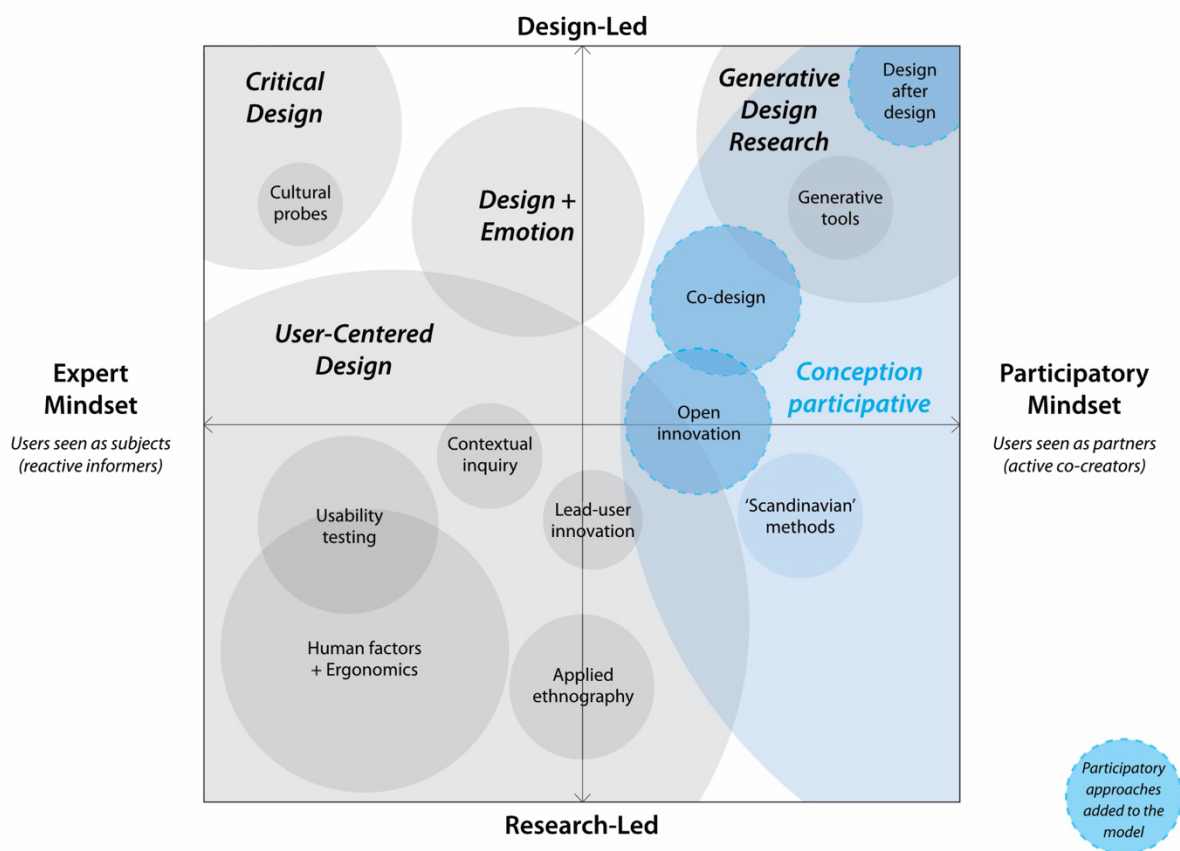 Design-Led
Critical
Design
Generative
Design
Research
Design
after
design
Cultural
probes
Design +
Emotion
Generative
tools
Co-design
User-Centered
Design
Expert
Mindset
Users seen as subjects
(reactive informers)
Conception
participative
Participatory
Mindset
Users seen as partners
(active co-creators)
Open
innovation
Contextual
inquiry
Usability
testing
Lead-user
innovation
‘Scandinavian’
methods
Human factors
+ Ergonomics
Applied
ethnography
Research-Led
Participatory
approaches
added to the
model